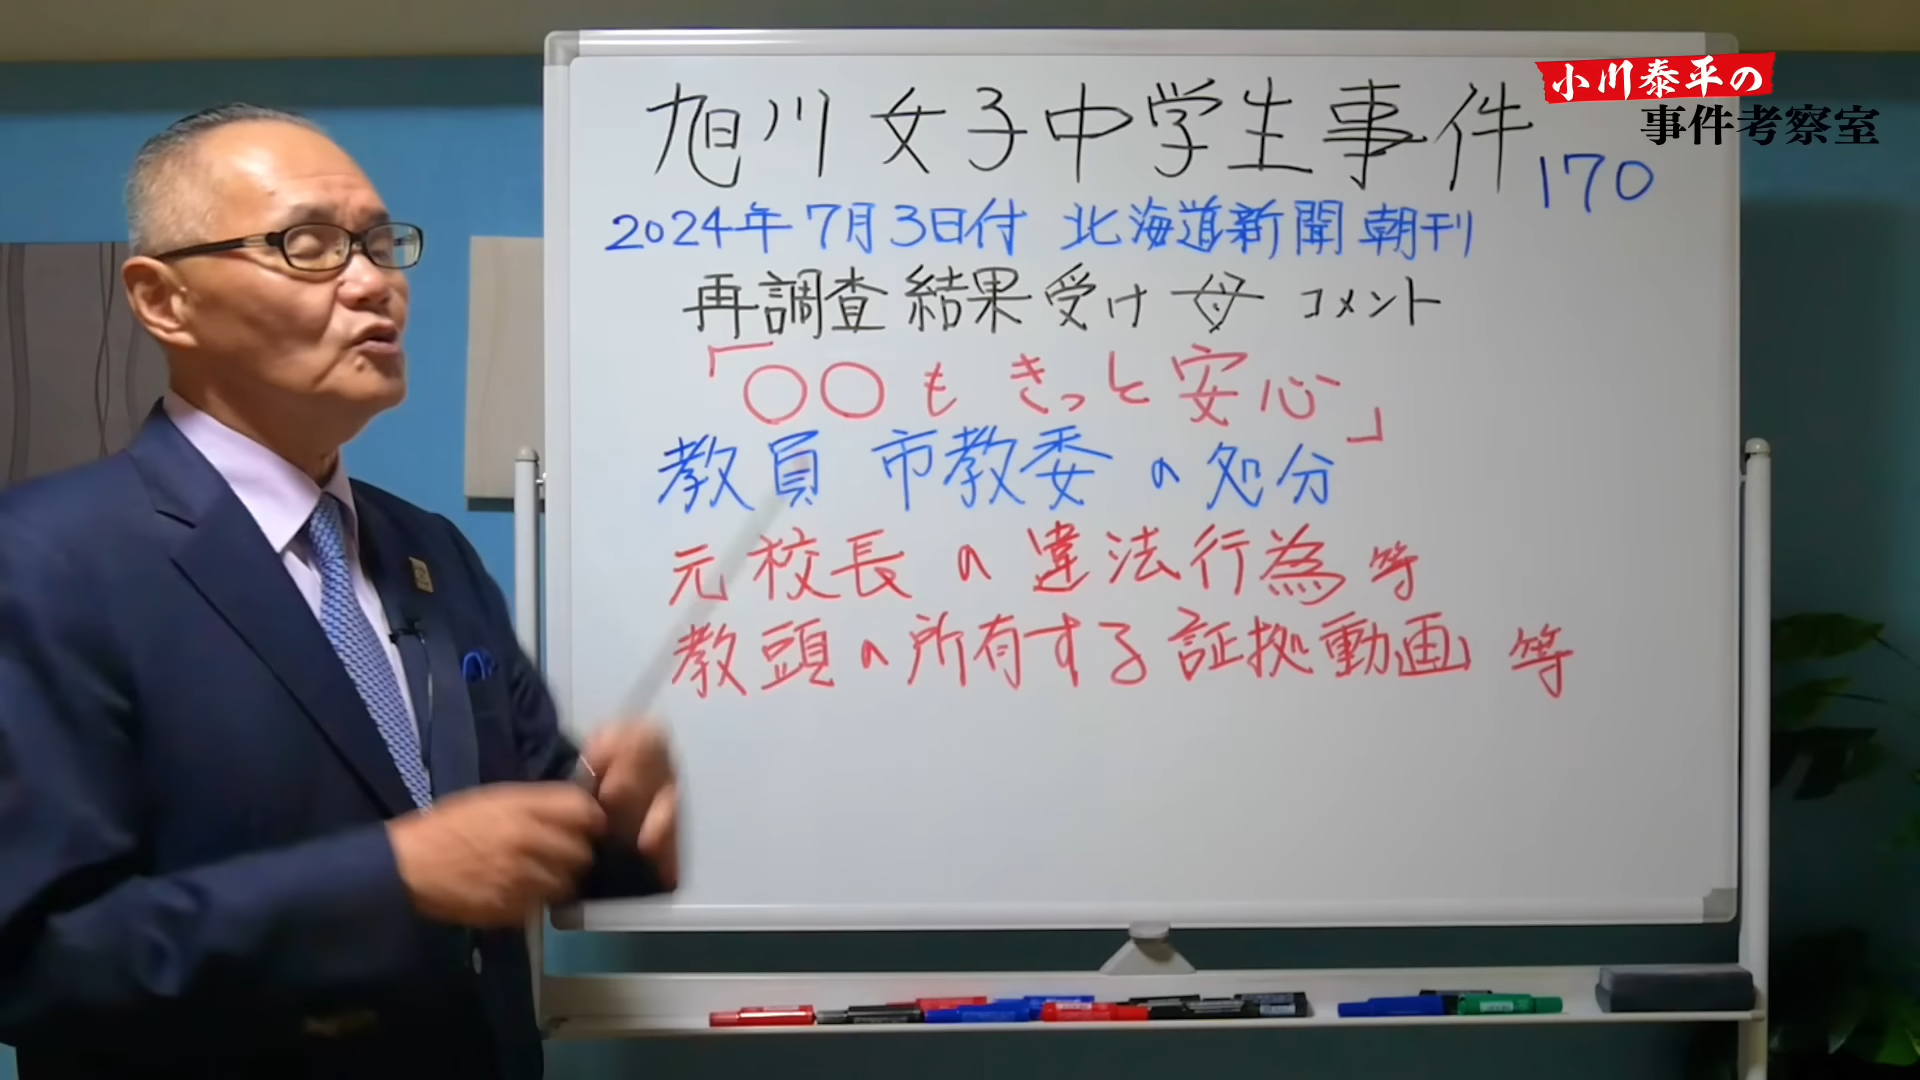 小川泰平の
事件考察室
旭川女子中学生事件
170
2024年7月3日付 北海道新聞 朝刊
再調査結果受け 母 コメント
「〇〇も きっと安心」
教員 市教委の処分
元校長の違法行為等
教頭の所有する証拠動画等